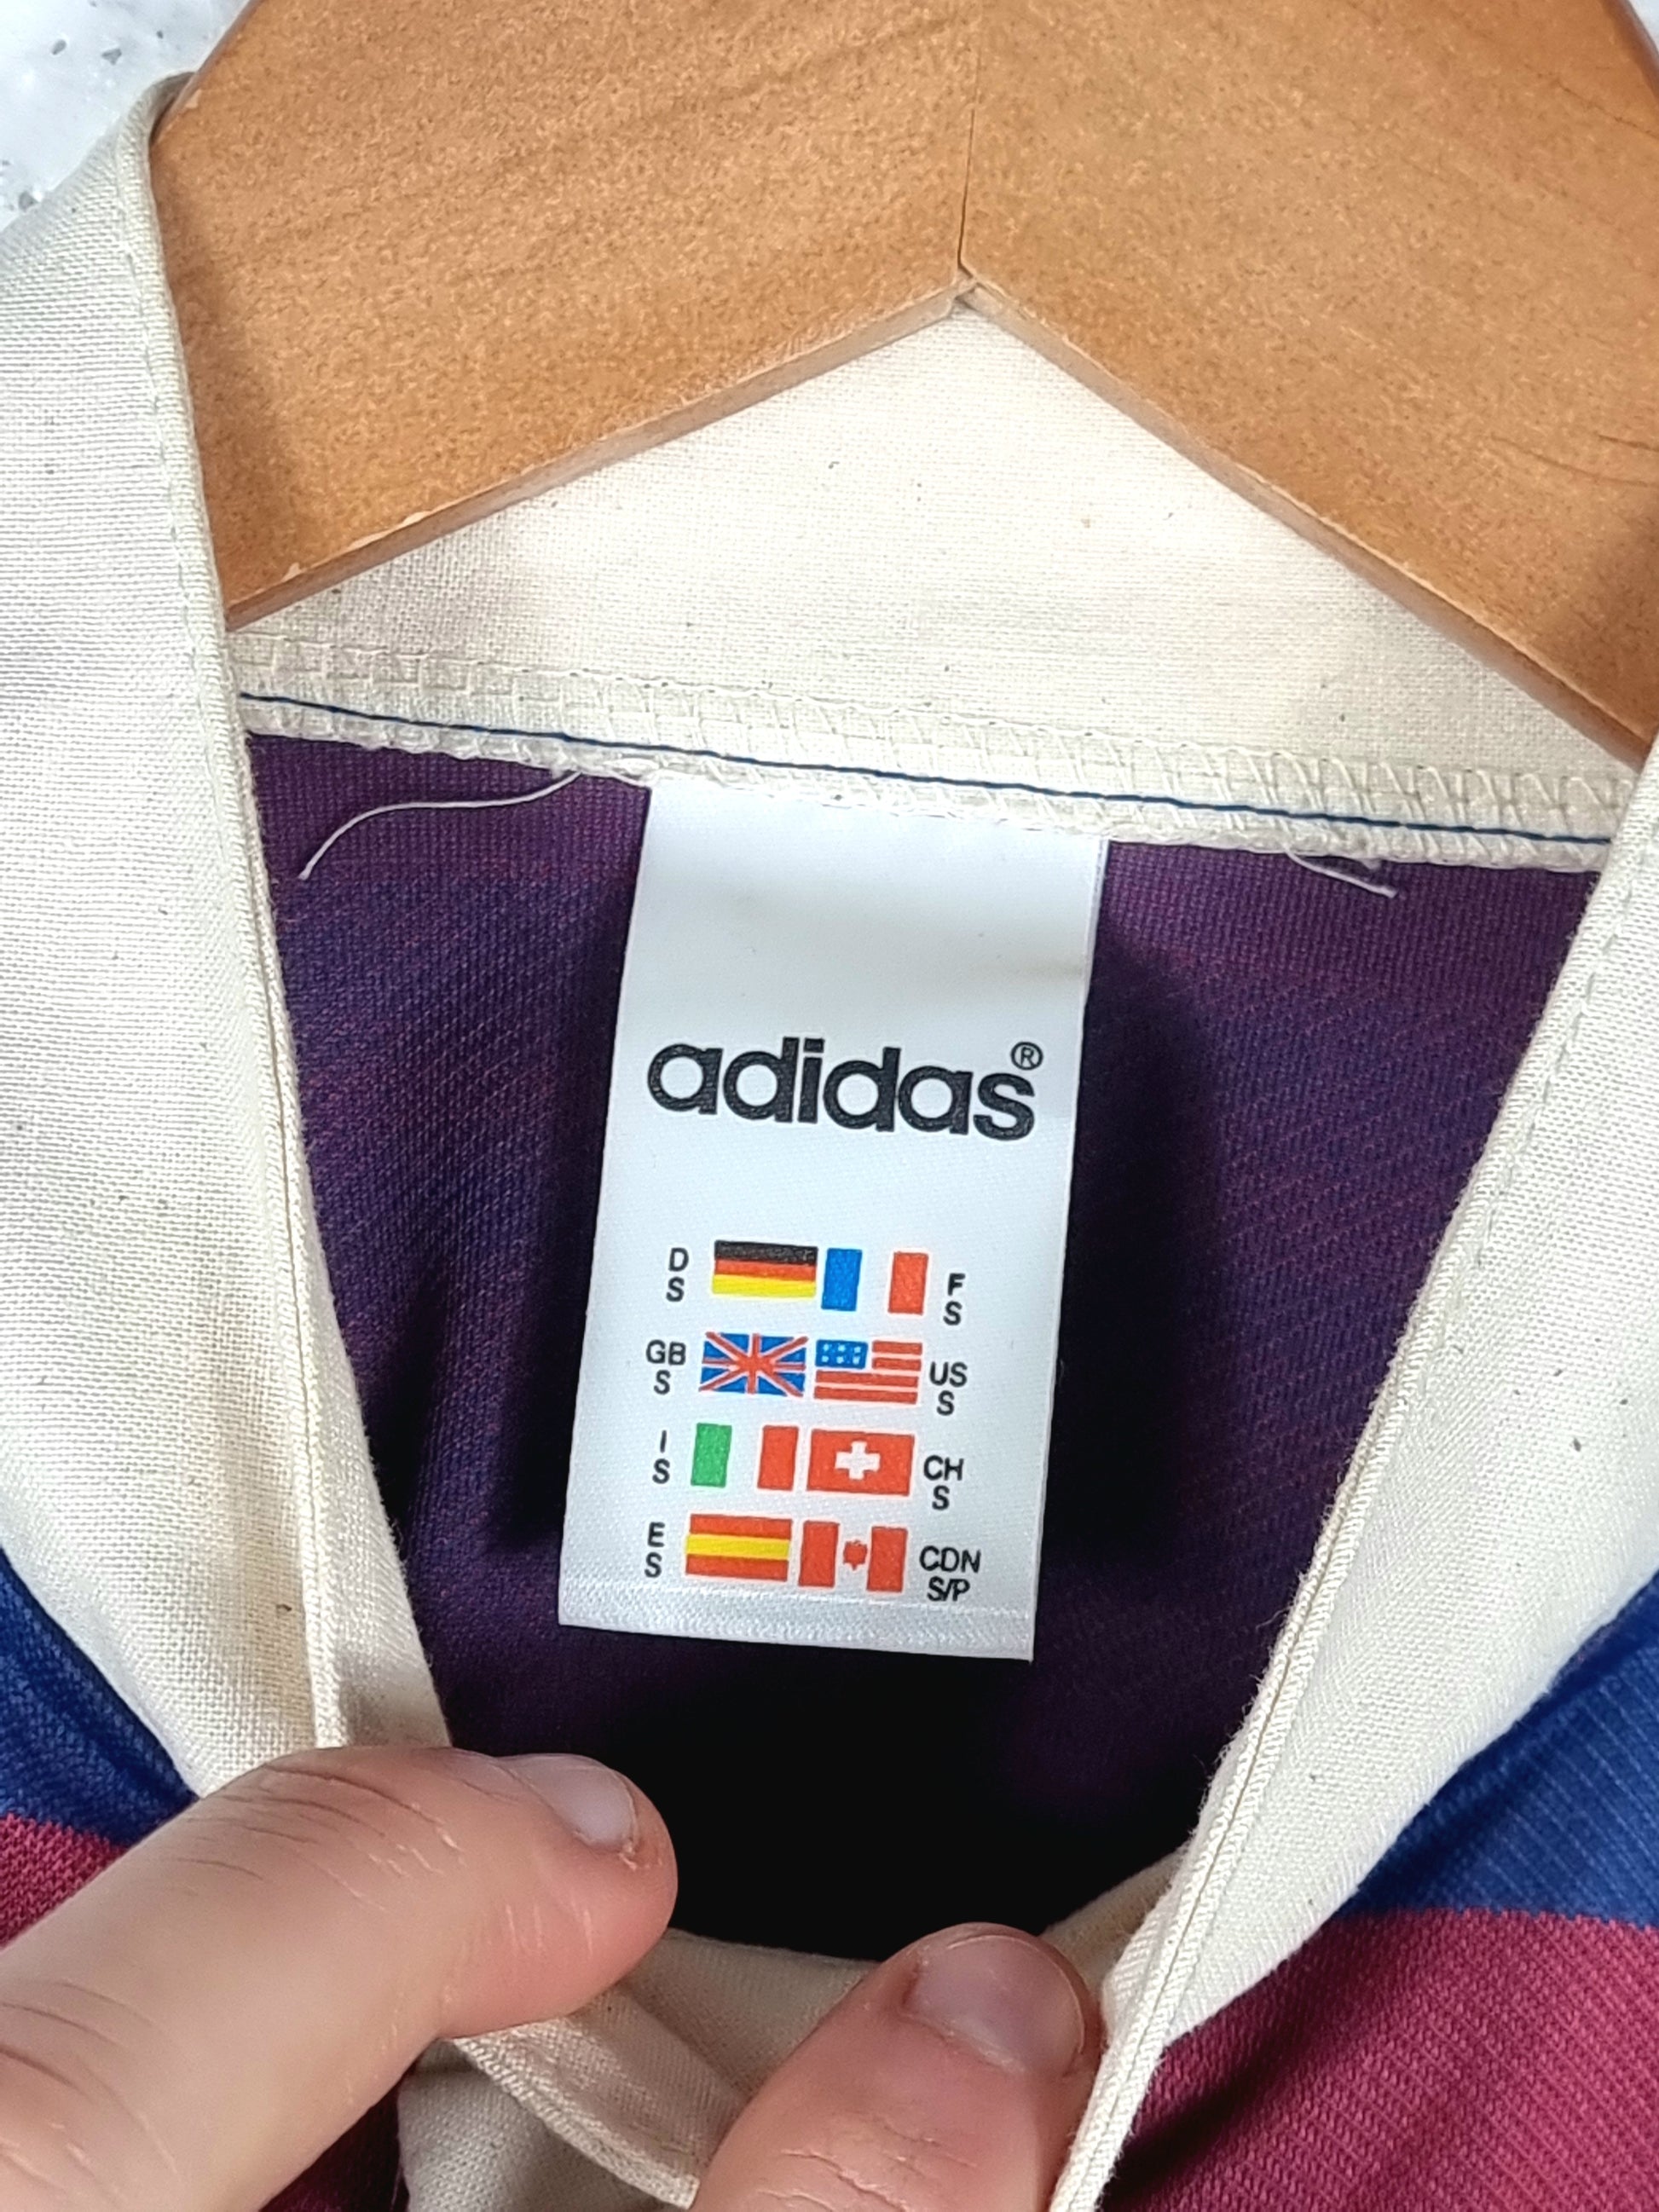 adidas®
D F
S S
GB US
S S
I CH
S S
E CDN
S S/P